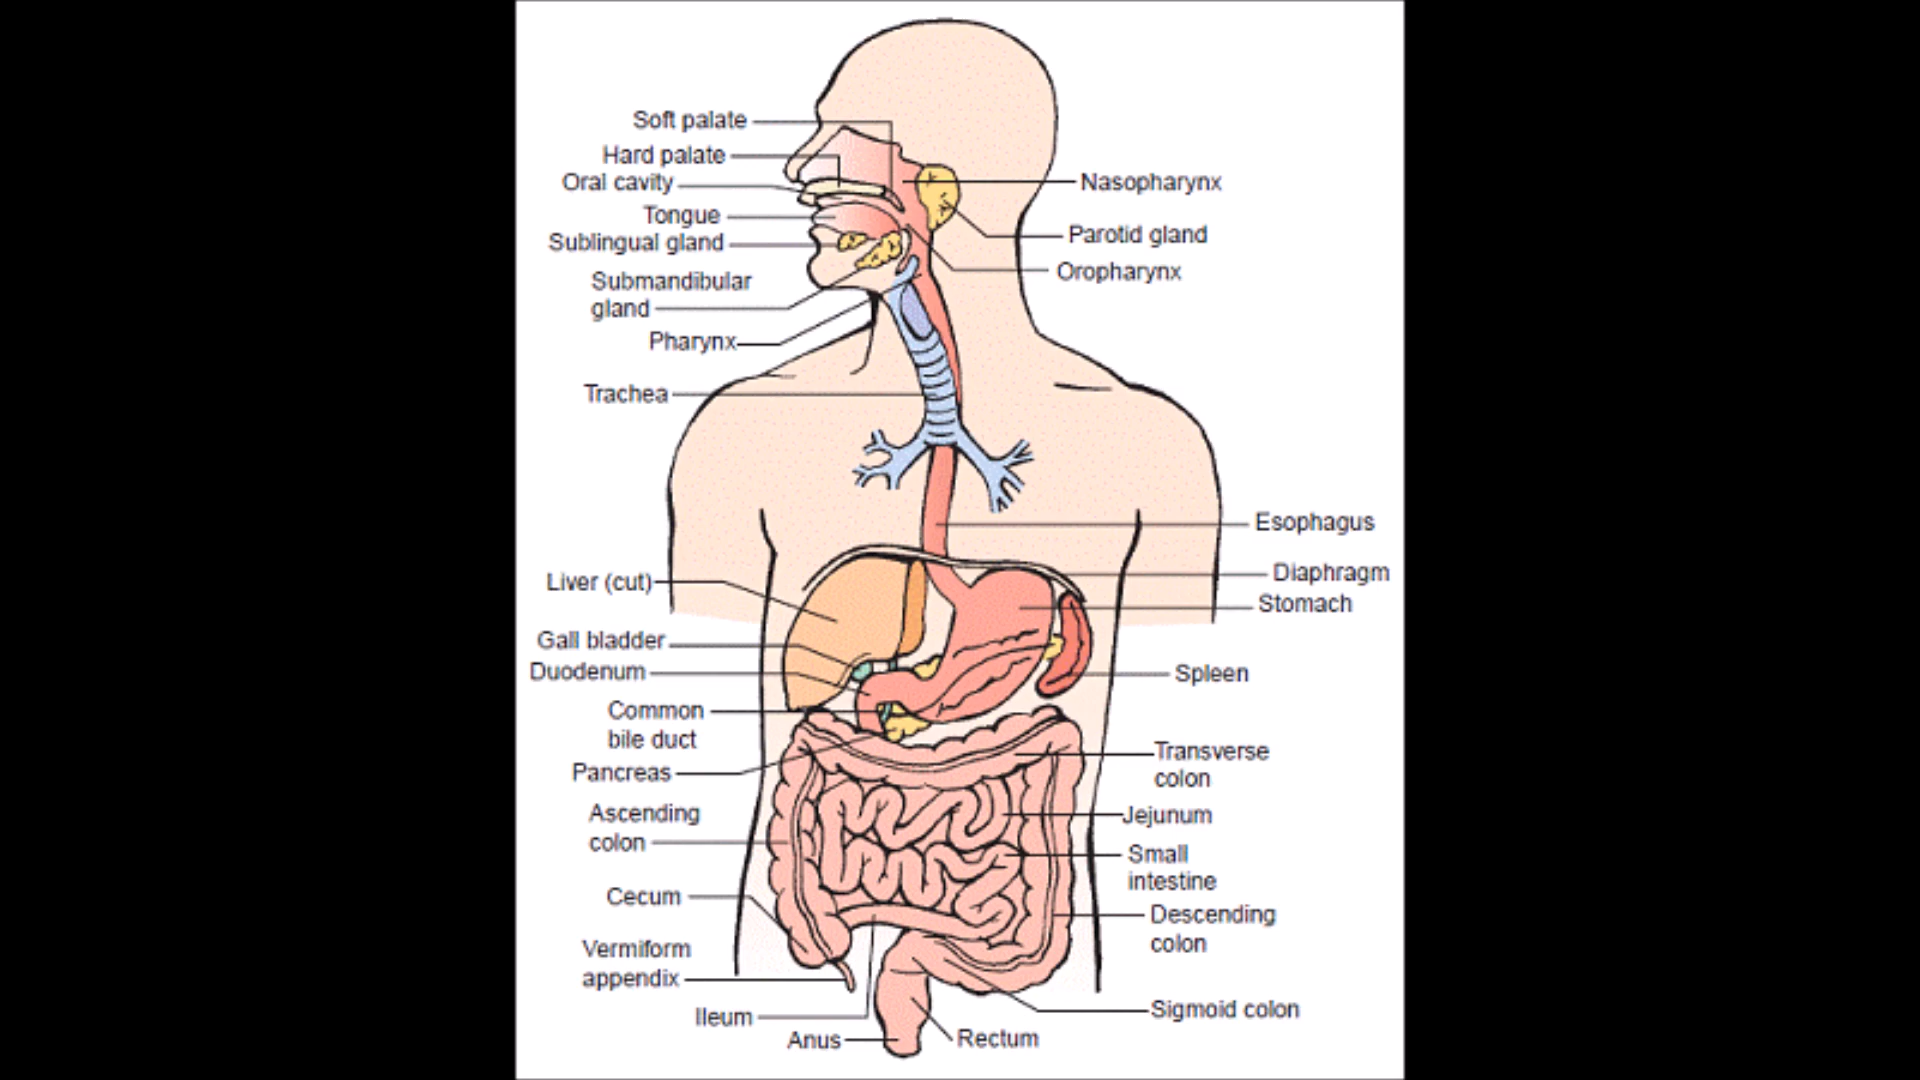 Soft palate
Hard palate
Oral cavity
Tongue
Sublingual gland
Submandibular
gland
Pharynx
Trachea
Liver (cut)
Gall bladder
Duodenum
Common
bile duct
Pancreas
Ascending
colon
Cecum
Vermiform
appendix
Ileum
Anus
Nasopharynx
Parotid gland
Oropharynx
Esophagus
Diaphragm
Stomach
Spleen
Transverse
colon
Jejunum
Small
intestine
Descending
colon
Sigmoid colon
Rectum